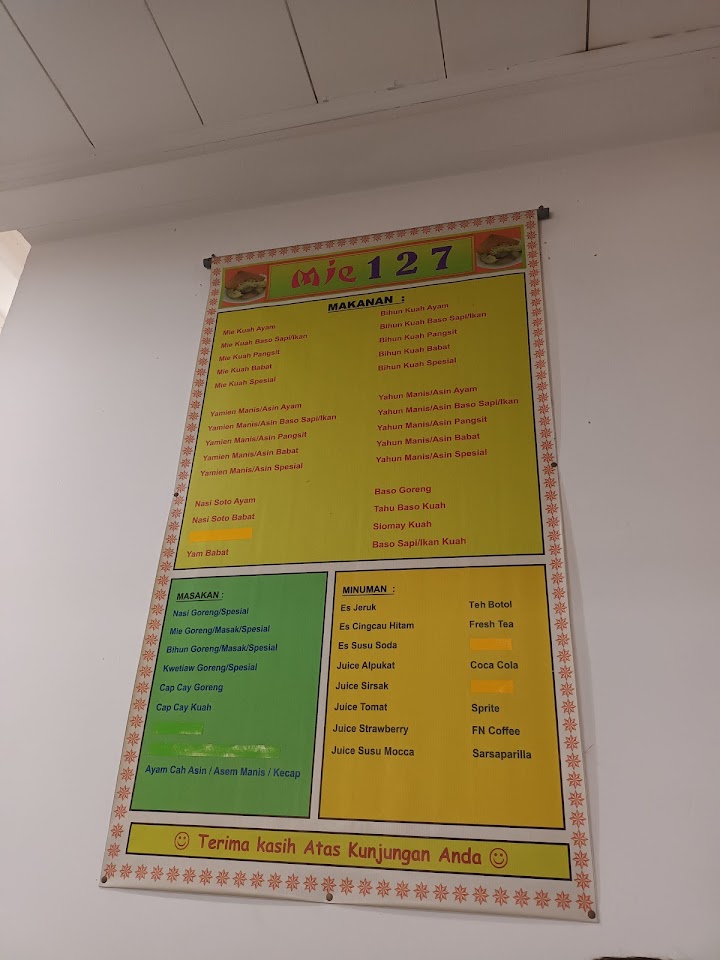 Mie 127
MAKANAN :
Mie Kuah Ayam
Mie Kuah Baso Sapi/Ikan
Mie Kuah Pangsit
Mie Kuah Babat
Mie Kuah Spesial
Yamien Manis/Asin Ayam
Yamien Manis/Asin Baso Sapi/Ikan
Yamien Manis/Asin Pangsit
Yamien Manis/Asin Babat
Yamien Manis/Asin Spesial
Nasi Soto Ayam
Nasi Soto Babat
Yam Babat
Bihun Kuah Ayam
Bihun Kuah Baso Sapi/Ikan
Bihun Kuah Pangsit
Bihun Kuah Babat
Bihun Kuah Spesial
Yahun Manis/Asin Ayam
Yahun Manis/Asin Baso Sapi/Ikan
Yahun Manis/Asin Pangsit
Yahun Manis/Asin Babat
Yahun Manis/Asin Spesial
Baso Goreng
Tahu Baso Kuah
Siomay Kuah
Baso Sapi/Ikan Kuah
MASAKAN :
Nasi Goreng/Spesial
Mie Goreng/Masak/Spesial
Bihun Goreng/Masak/Spesial
Kwetiaw Goreng/Spesial
Cap Cay Goreng
Cap Cay Kuah
Ayam Cah Asin / Asem Manis / Kecap
MINUMAN :
Es Jeruk
Es Cingcau Hitam
Es Susu Soda
Juice Alpukat
Juice Sirsak
Juice Tomat
Juice Strawberry
Juice Susu Mocca
Teh Botol
Fresh Tea
Coca Cola
Sprite
FN Coffee
Sarsaparilla
Terima kasih Atas Kunjungan Anda